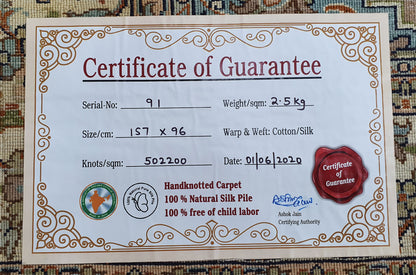 Certificate of Guarantee
Serial-No: 91 Weight/sqm: 2.5kg
Size/cm: 157 x 96 Warp & Weft: Cotton/Silk
Knots/sqm: 502200 Date: 01/06/2020
Handknotted Carpet
100 % Natural Silk Pile
100 % free of child labor
Certificate of
Guarantee
Ashok Jain
Certifying Authority